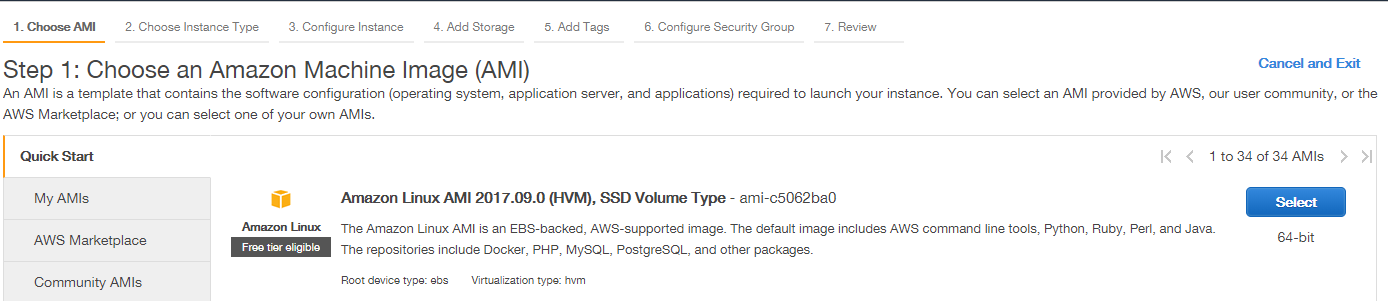 1. Choose AMI 2. Choose Instance Type 3. Configure Instance 4. Add Storage 5. Add Tags 6. Configure Security Group 7. Review
Step 1: Choose an Amazon Machine Image (AMI)
Cancel and Exit
An AMI is a template that contains the software configuration (operating system, application server, and applications) required to launch your instance. You can select an AMI provided by AWS, our user community, or the
AWS Marketplace; or you can select one of your own AMIs.
Quick Start
1 to 34 of 34 AMIs
My AMIs
AWS Marketplace
Community AMIs
Amazon Linux
Free tier eligible
Amazon Linux AMI 2017.09.0 (HVM), SSD Volume Type - ami-c5062ba0
The Amazon Linux AMI is an EBS-backed, AWS-supported image. The default image includes AWS command line tools, Python, Ruby, Perl, and Java.
The repositories include Docker, PHP, MySQL, PostgreSQL, and other packages.
Root device type: ebs Virtualization type: hvm
Select
64-bit